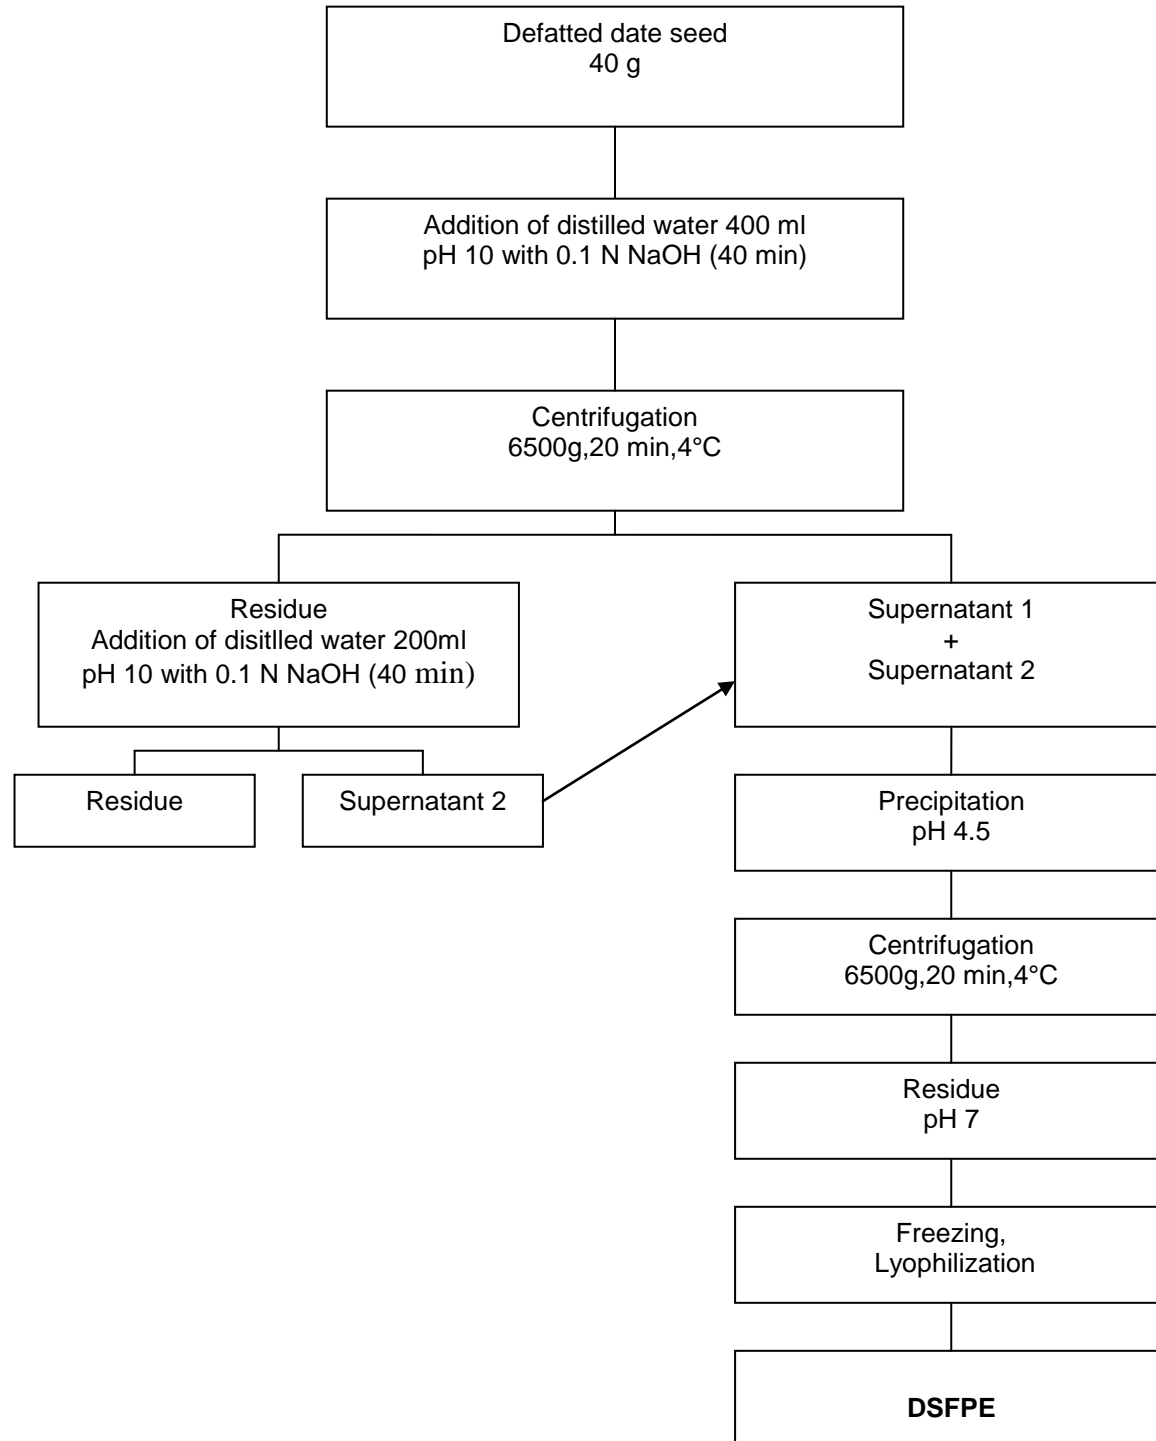 Defatted date seed
40 g
Addition of distilled water 400 ml
pH 10 with 0.1 N NaOH (40 min)
Centrifugation
6500g,20 min,4°C
Residue
Addition of disitlled water 200ml
pH 10 with 0.1 N NaOH (40 min)
Supernatant 1
+
Supernatant 2
Residue
Supernatant 2
Precipitation
pH 4.5
Centrifugation
6500g,20 min,4°C
Residue
pH 7
Freezing,
Lyophilization
DSFPE